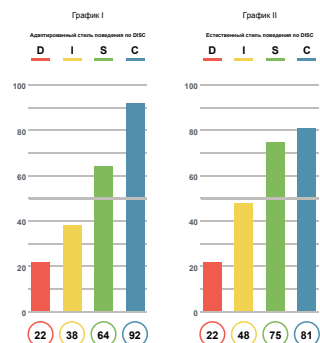 График I
Адаптированный стиль поведения по DISC
D I S C
100
80
60
40
20
0
22 38 64 92
График II
Естественный стиль поведения по DISC
D I S C
100
80
60
40
20
0
22 48 75 81